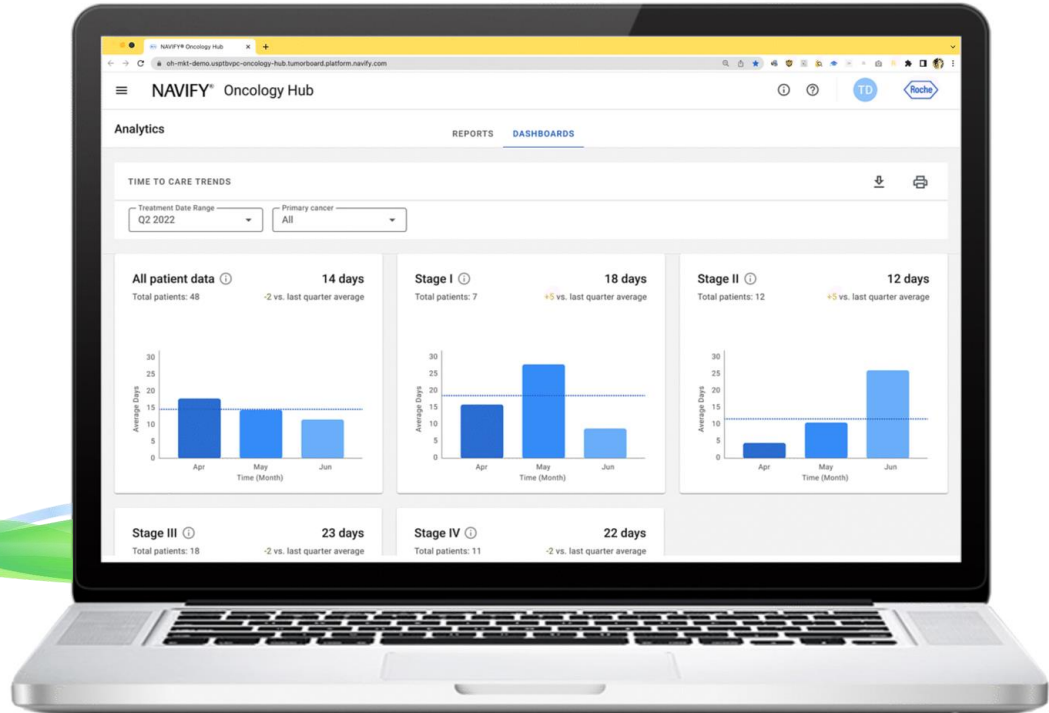 NAVIFY® Oncology Hub
oh-mkt-demo.usptbvpc-oncology-hub.tumorboard.platform.navify.com
NAVIFY® Oncology Hub
TD
Roche
Analytics
REPORTS DASHBOARDS
TIME TO CARE TRENDS
Treatment Date Range
Q2 2022
Primary cancer
All
All patient data 14 days
Total patients: 48 -2 vs. last quarter average
30
25
20
15
10
5
0
Average Days
Apr May Jun
Time (Month)
Stage I 18 days
Total patients: 7 +5 vs. last quarter average
30
25
20
15
10
5
0
Average Days
Apr May Jun
Time (Month)
Stage II 12 days
Total patients: 12 +5 vs. last quarter average
30
25
20
15
10
5
0
Average Days
Apr May Jun
Time (Month)
Stage III 23 days
Total patients: 18 -2 vs. last quarter average
Stage IV 22 days
Total patients: 11 -2 vs. last quarter average